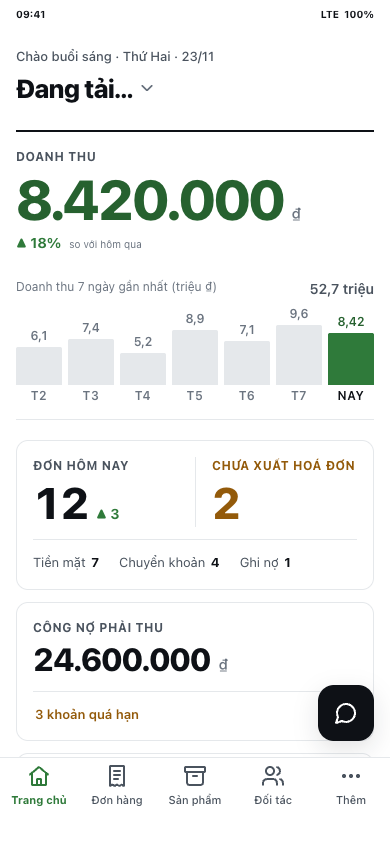 09:41 LTE 100%
Chào buổi sáng · Thứ Hai · 23/11
Đang tải...
DOANH THU
8.420.000 ₫
▲ 18% so với hôm qua
Doanh thu 7 ngày gần nhất (triệu ₫) 52,7 triệu
6,1 7,4 5,2 8,9 7,1 9,6 8,42
T2 T3 T4 T5 T6 T7 NAY
ĐƠN HÔM NAY CHƯA XUẤT HOÁ ĐƠN
12 ▲ 3 2
Tiền mặt 7 Chuyển khoản 4 Ghi nợ 1
CÔNG NỢ PHẢI THU
24.600.000 ₫
3 khoản quá hạn
Trang chủ Đơn hàng Sản phẩm Đối tác Thêm